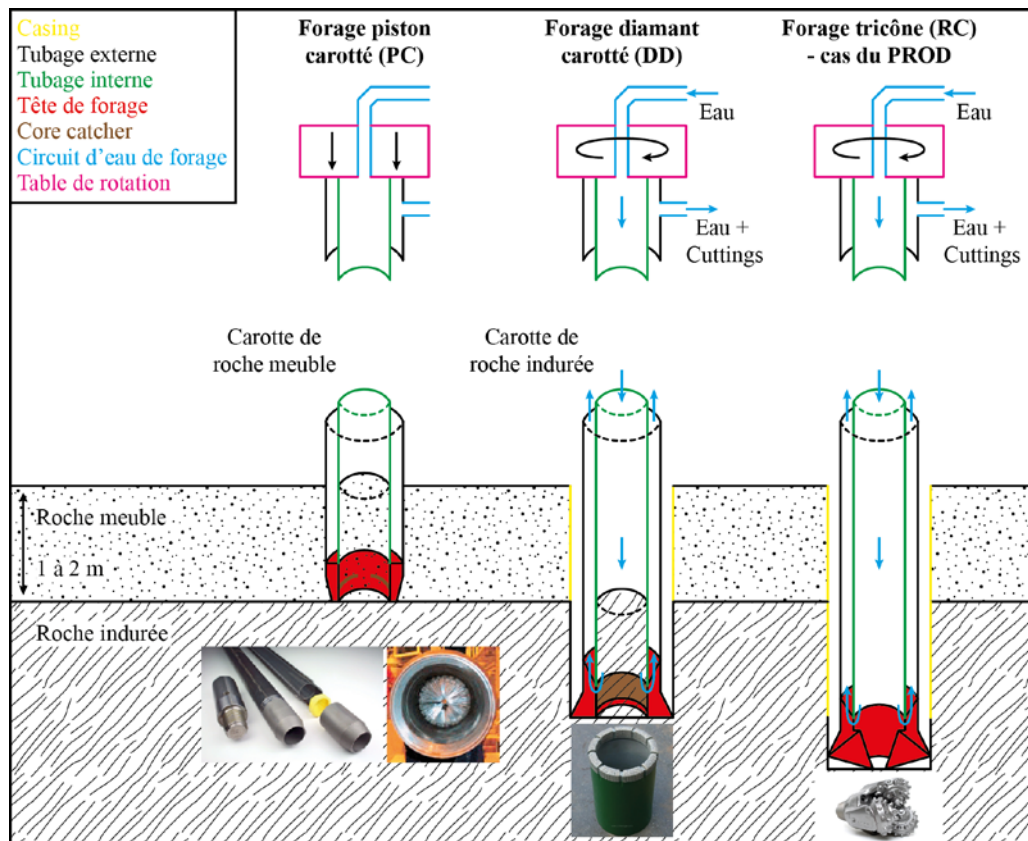 Casing
Tubage externe
Tubage interne
Tête de forage
Core catcher
Circuit d'eau de forage
Table de rotation
Forage piston
carotté (PC)
Forage diamant
carotté (DD)
Forage tricône (RC)
- cas du PROD
Eau
Eau +
Cuttings
Eau
Eau +
Cuttings
Carotte de
roche meuble
Carotte de
roche indurée
Roche meuble
1 à 2 m
Roche indurée